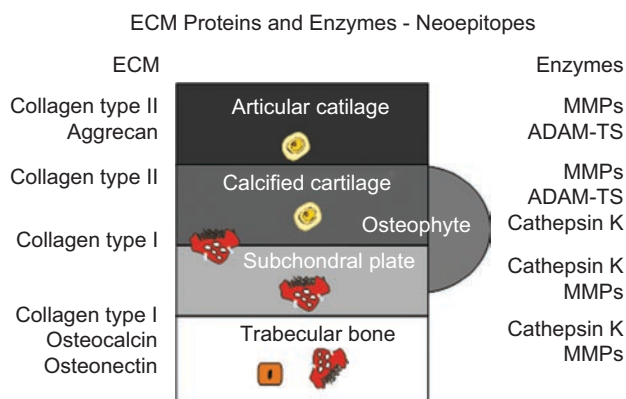 ECM Proteins and Enzymes - Neoepitopes
ECM
Enzymes
Collagen type II
Aggrecan
Articular catilage
MMPs
ADAM-TS
Collagen type II
Calcified cartilage
MMPs
ADAM-TS
Cathepsin K
Osteophyte
Collagen type I
Subchondral plate
Cathepsin K
MMPs
Collagen type I
Osteocalcin
Osteonectin
Trabecular bone
Cathepsin K
MMPs